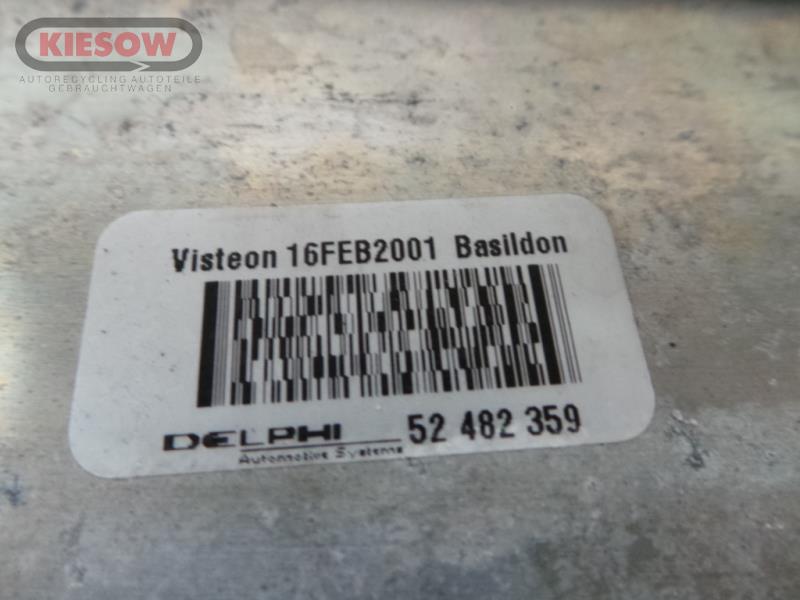 KIESOW
AUTORECYCLING AUTOTEILE
GEBRAUCHTWAGEN
Visteon 16FEB2001 Basildon
DELPHI 52 482 359
Automotive Systems